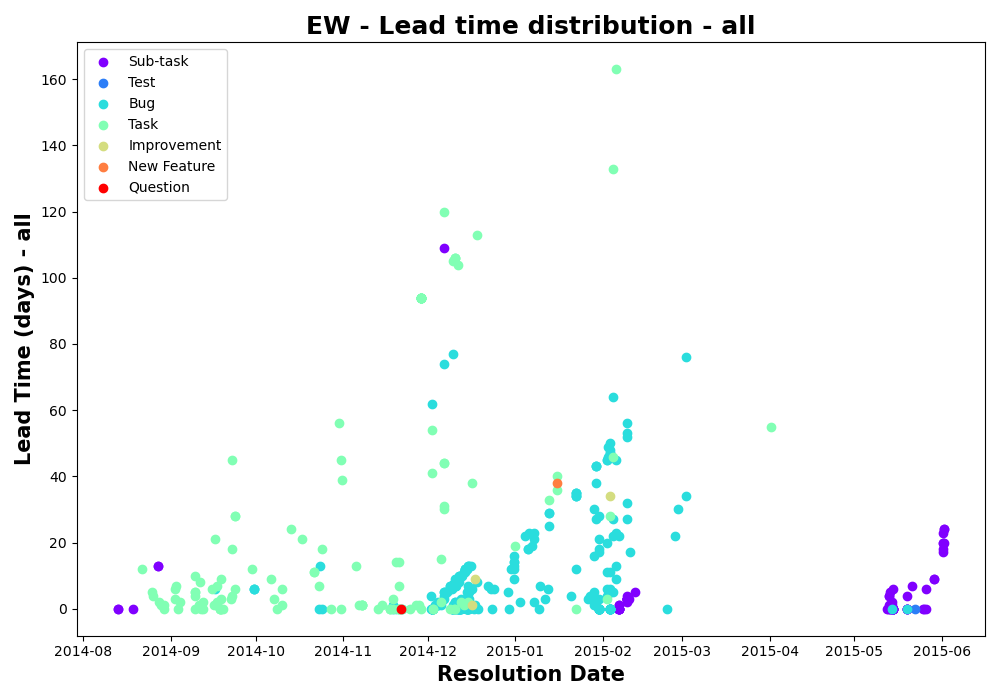 EW - Lead time distribution - all
Sub-task
Test
Bug
Task
Improvement
New Feature
Question
Lead Time (days) - all
160
140
120
100
80
60
40
20
0
2014-08 2014-09 2014-10 2014-11 2014-12 2015-01 2015-02 2015-03 2015-04 2015-05 2015-06
Resolution Date